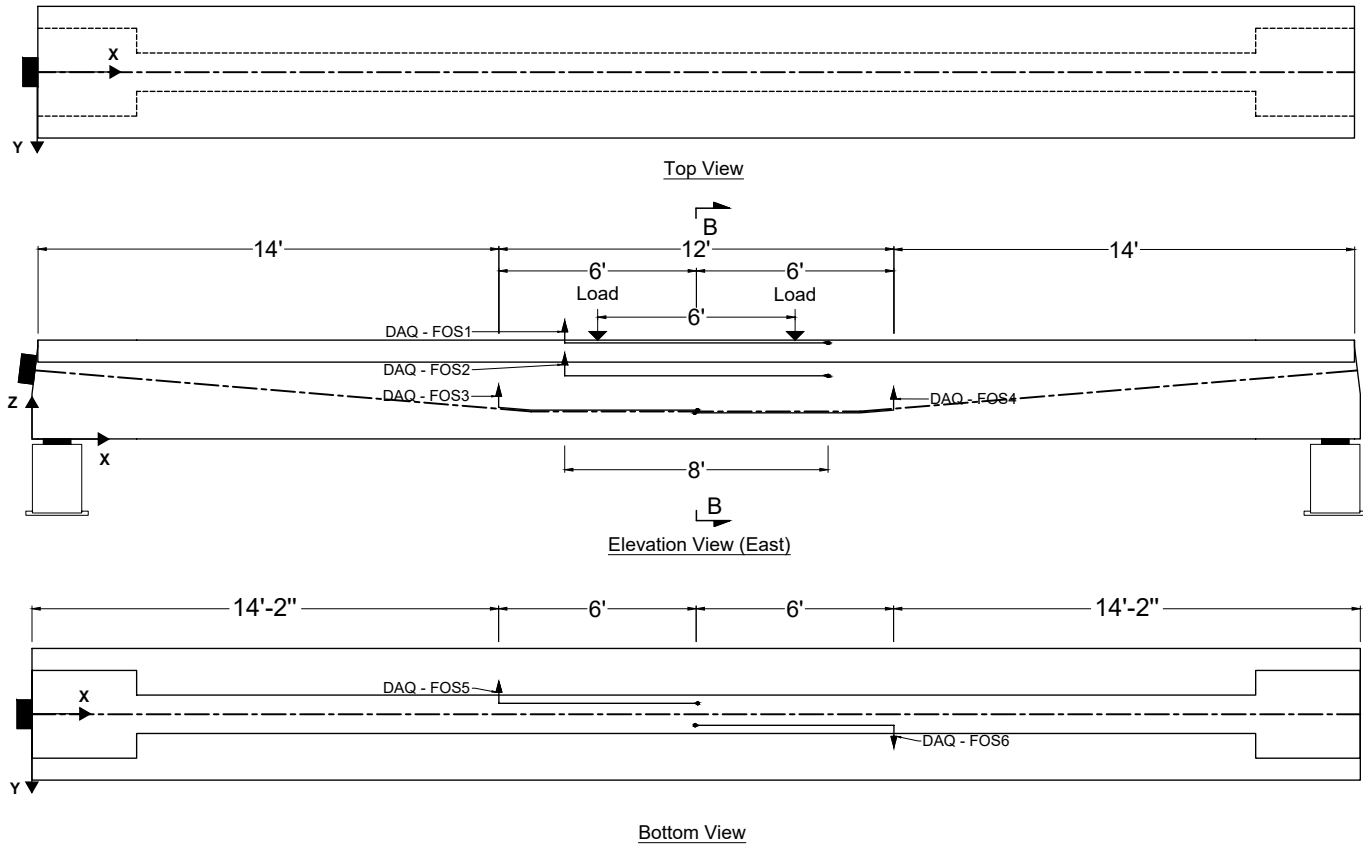 X
Y
Top View
B
14'
12'
14'
6'
6'
Load
Load
6'
DAQ - FOS1
DAQ - FOS2
DAQ - FOS3
DAQ - FOS4
Z
X
8'
B
Elevation View (East)
14'-2"
6'
6'
14'-2"
DAQ - FOS5
X
DAQ - FOS6
Y
Bottom View